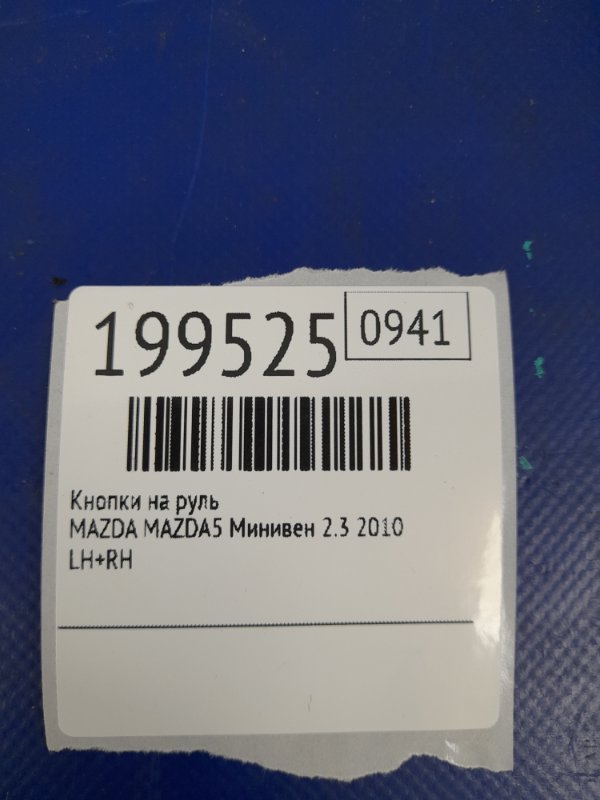 199525 0941
Кнопки на руль
MAZDA MAZDA5 Минивен 2.3 2010
LH+RH